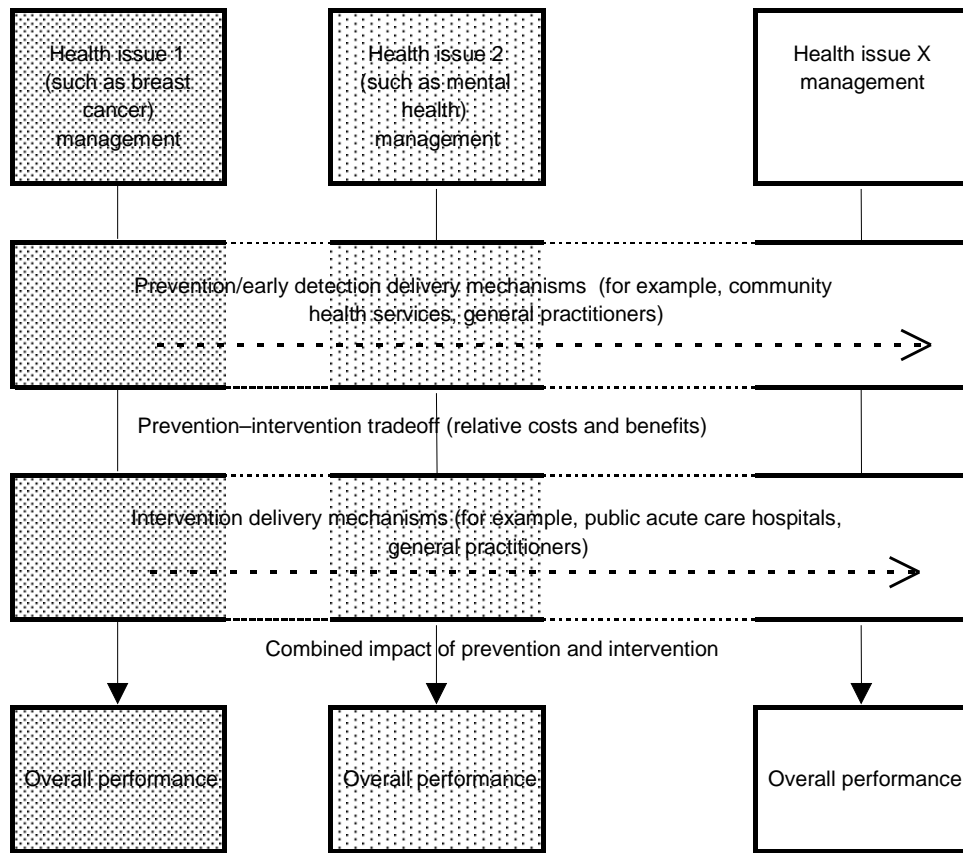 Health issue 1
(such as breast
cancer)
management
Health issue 2
(such as mental
health)
management
Health issue X
management
Prevention/early detection delivery mechanisms (for example, community
health services, general practitioners)
Prevention–intervention tradeoff (relative costs and benefits)
Intervention delivery mechanisms (for example, public acute care hospitals,
general practitioners)
Combined impact of prevention and intervention
Overall performance
Overall performance
Overall performance